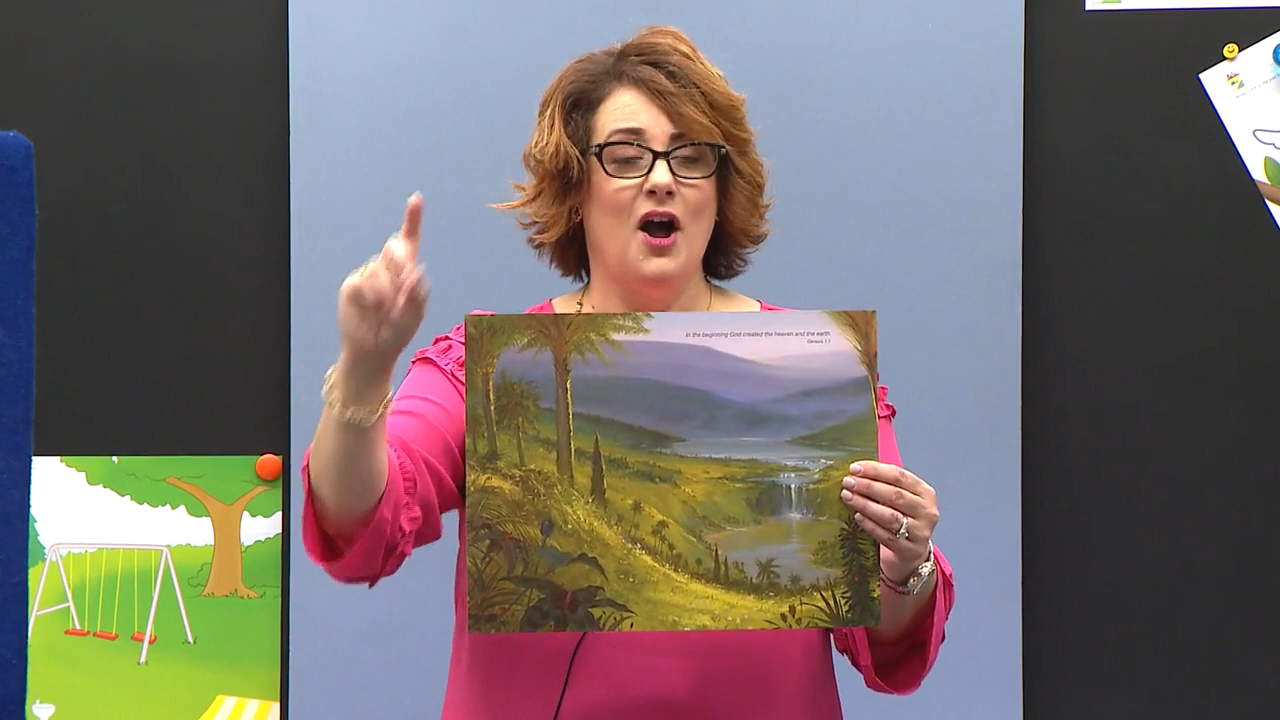 In the beginning God created the heaven and the earth.
Genesis 1:1